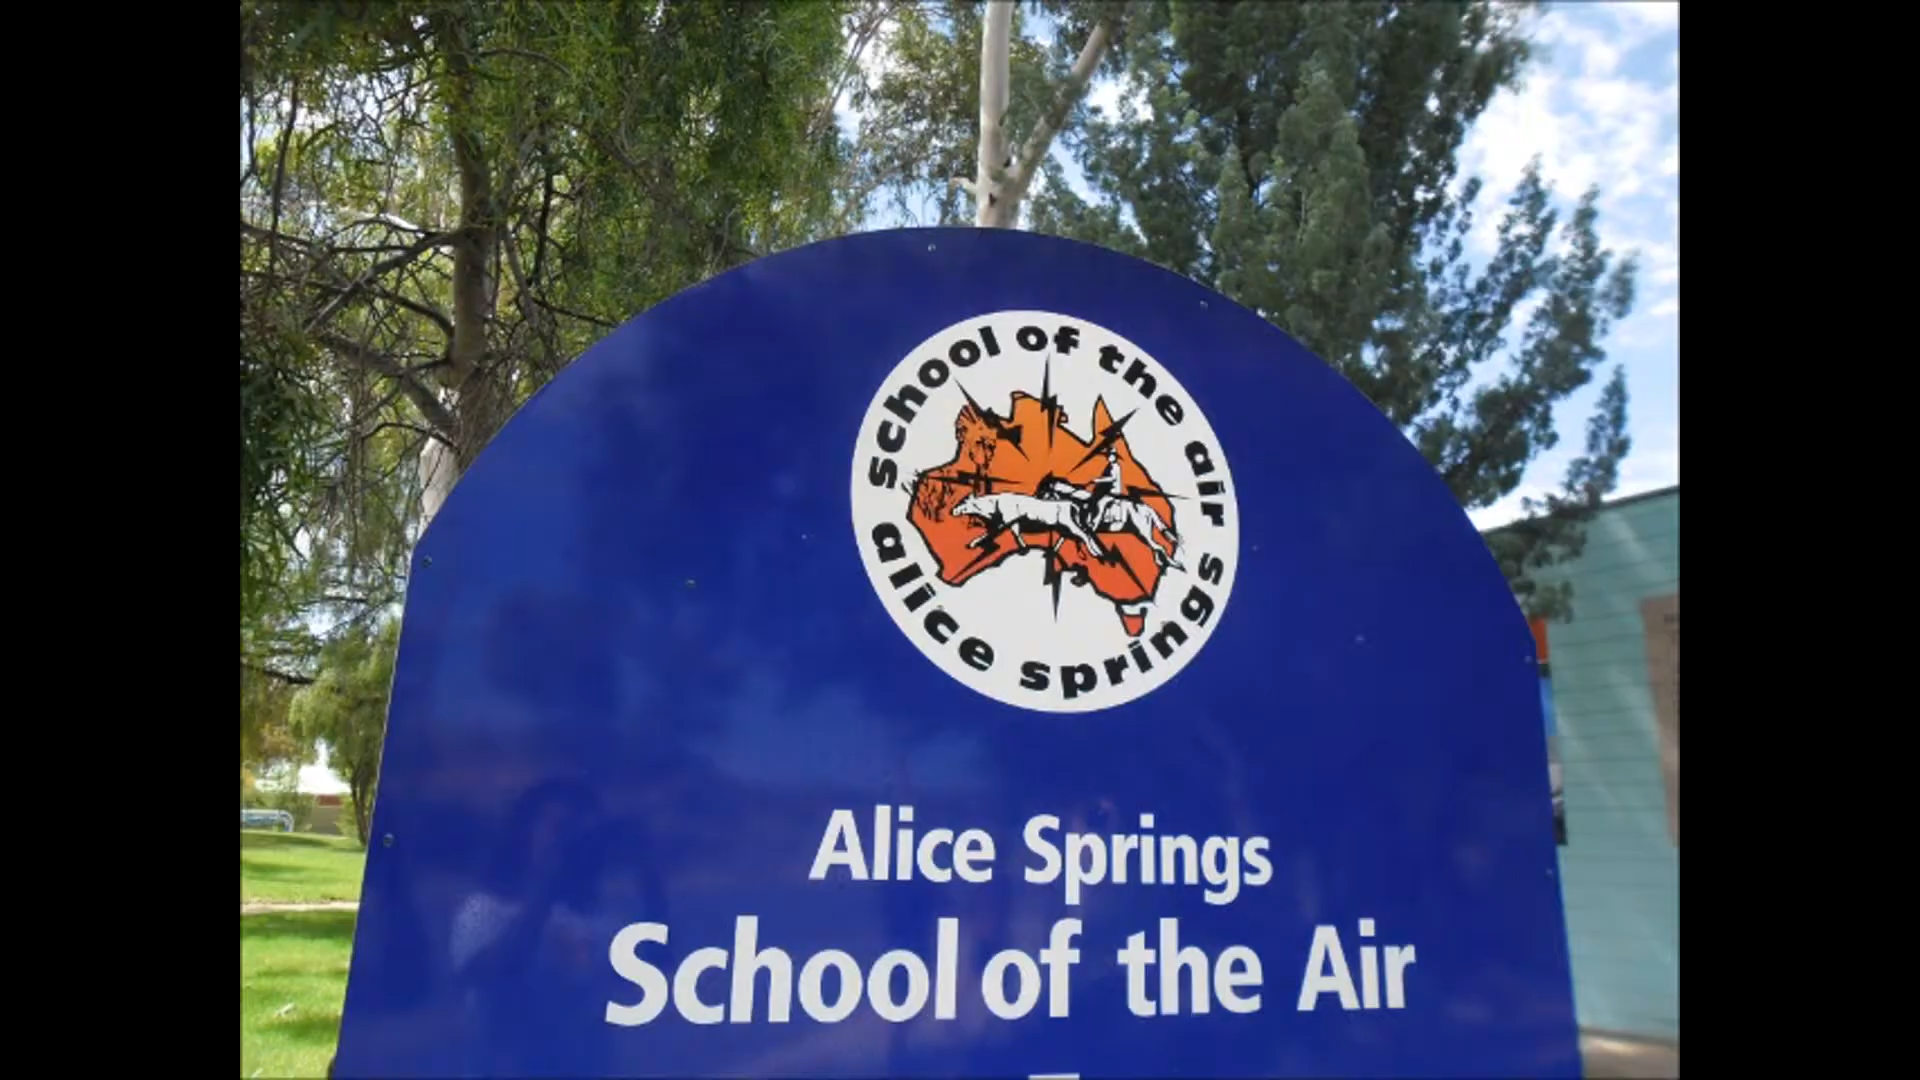 school of the air
alice springs
Alice Springs
School of the Air